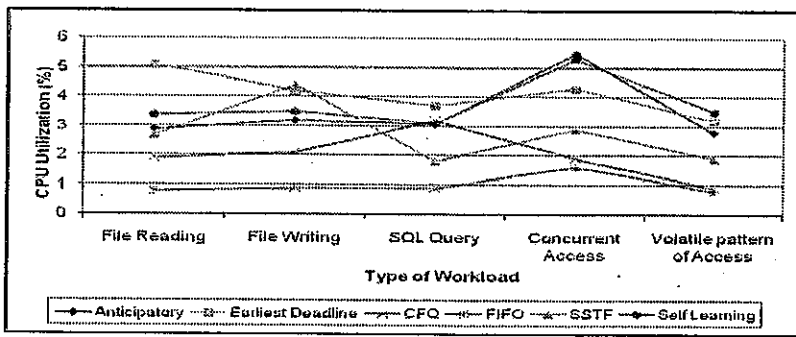 6
5
4
3
2
1
0
CPU Utilization (%)
File Reading File Writing SQL Query Concurrent Access Volatile pattern of Access
Type of Workload
Anticipatory Earliest Deadline CFQ FIFO SSTF Self Learning